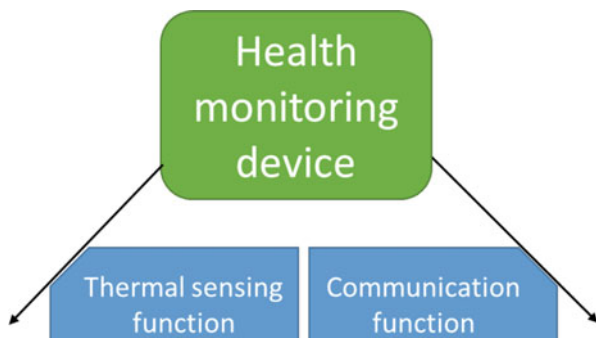 Health
monitoring
device
Thermal sensing
function
Communication
function